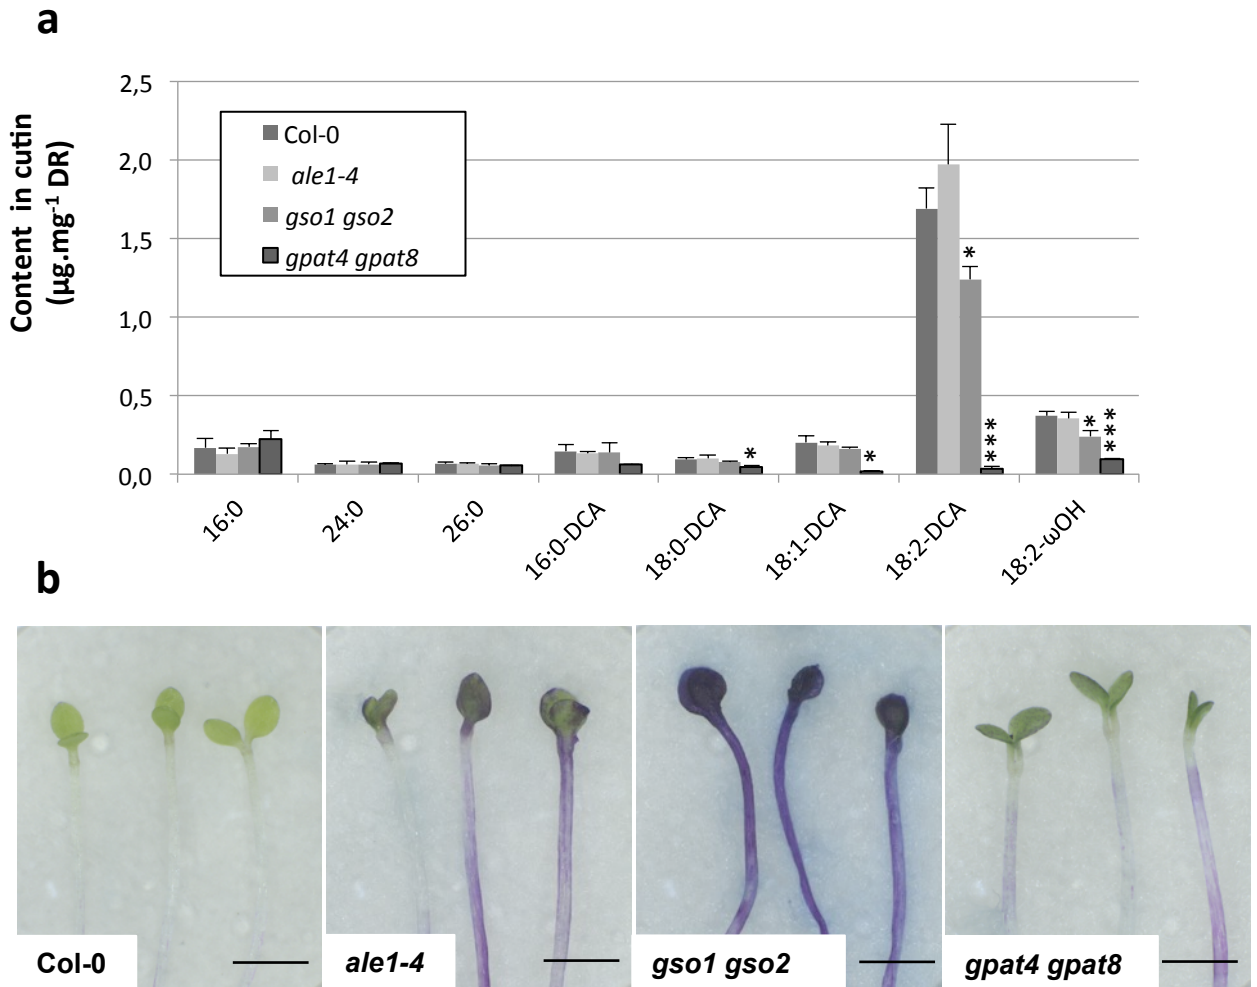 a
Content in cutin
(µg.mg-1 DR)
2,5
2,0
1,5
1,0
0,5
0,0
Col-0
ale1-4
gso1 gso2
gpat4 gpat8
*
*
*
***
*
***
16:0
24:0
26:0
16:0-DCA
18:0-DCA
18:1-DCA
18:2-DCA
18:2-ωOH
b
Col-0
ale1-4
gso1 gso2
gpat4 gpat8